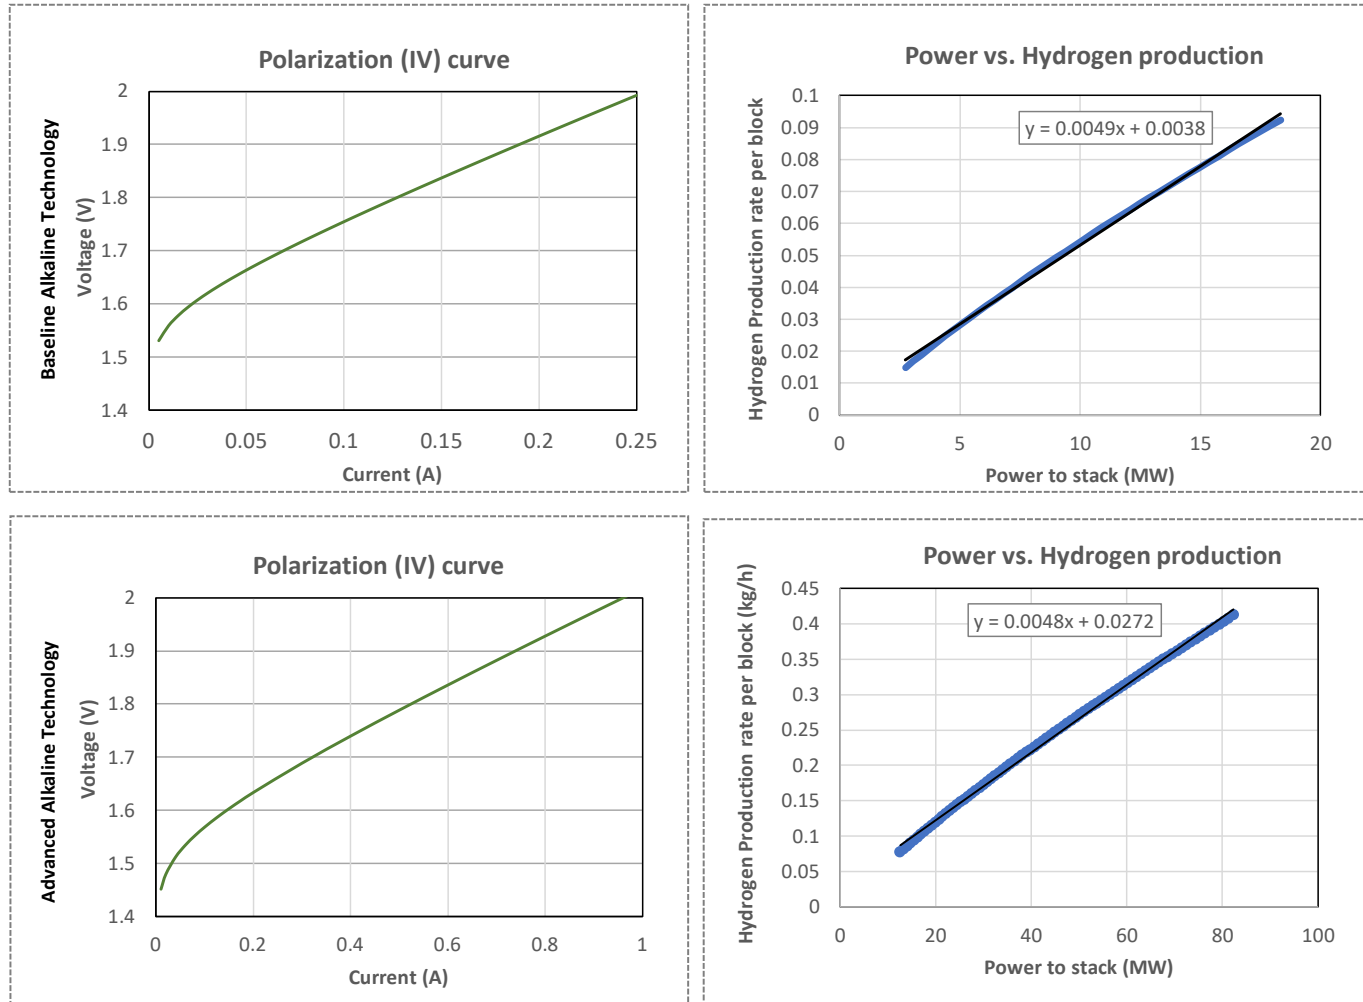 Baseline Alkaline Technology
Polarization (IV) curve
Voltage (V)
2
1.9
1.8
1.7
1.6
1.5
1.4
0 0.05 0.1 0.15 0.2 0.25
Current (A)
Power vs. Hydrogen production
Hydrogen Production rate per block
0.1
0.09
0.08
0.07
0.06
0.05
0.04
0.03
0.02
0.01
0
y = 0.0049x + 0.0038
0 5 10 15 20
Power to stack (MW)
Advanced Alkaline Technology
Polarization (IV) curve
Voltage (V)
2
1.9
1.8
1.7
1.6
1.5
1.4
0 0.2 0.4 0.6 0.8 1
Current (A)
Power vs. Hydrogen production
Hydrogen Production rate per block (kg/h)
0.45
0.4
0.35
0.3
0.25
0.2
0.15
0.1
0.05
0
y = 0.0048x + 0.0272
0 20 40 60 80 100
Power to stack (MW)